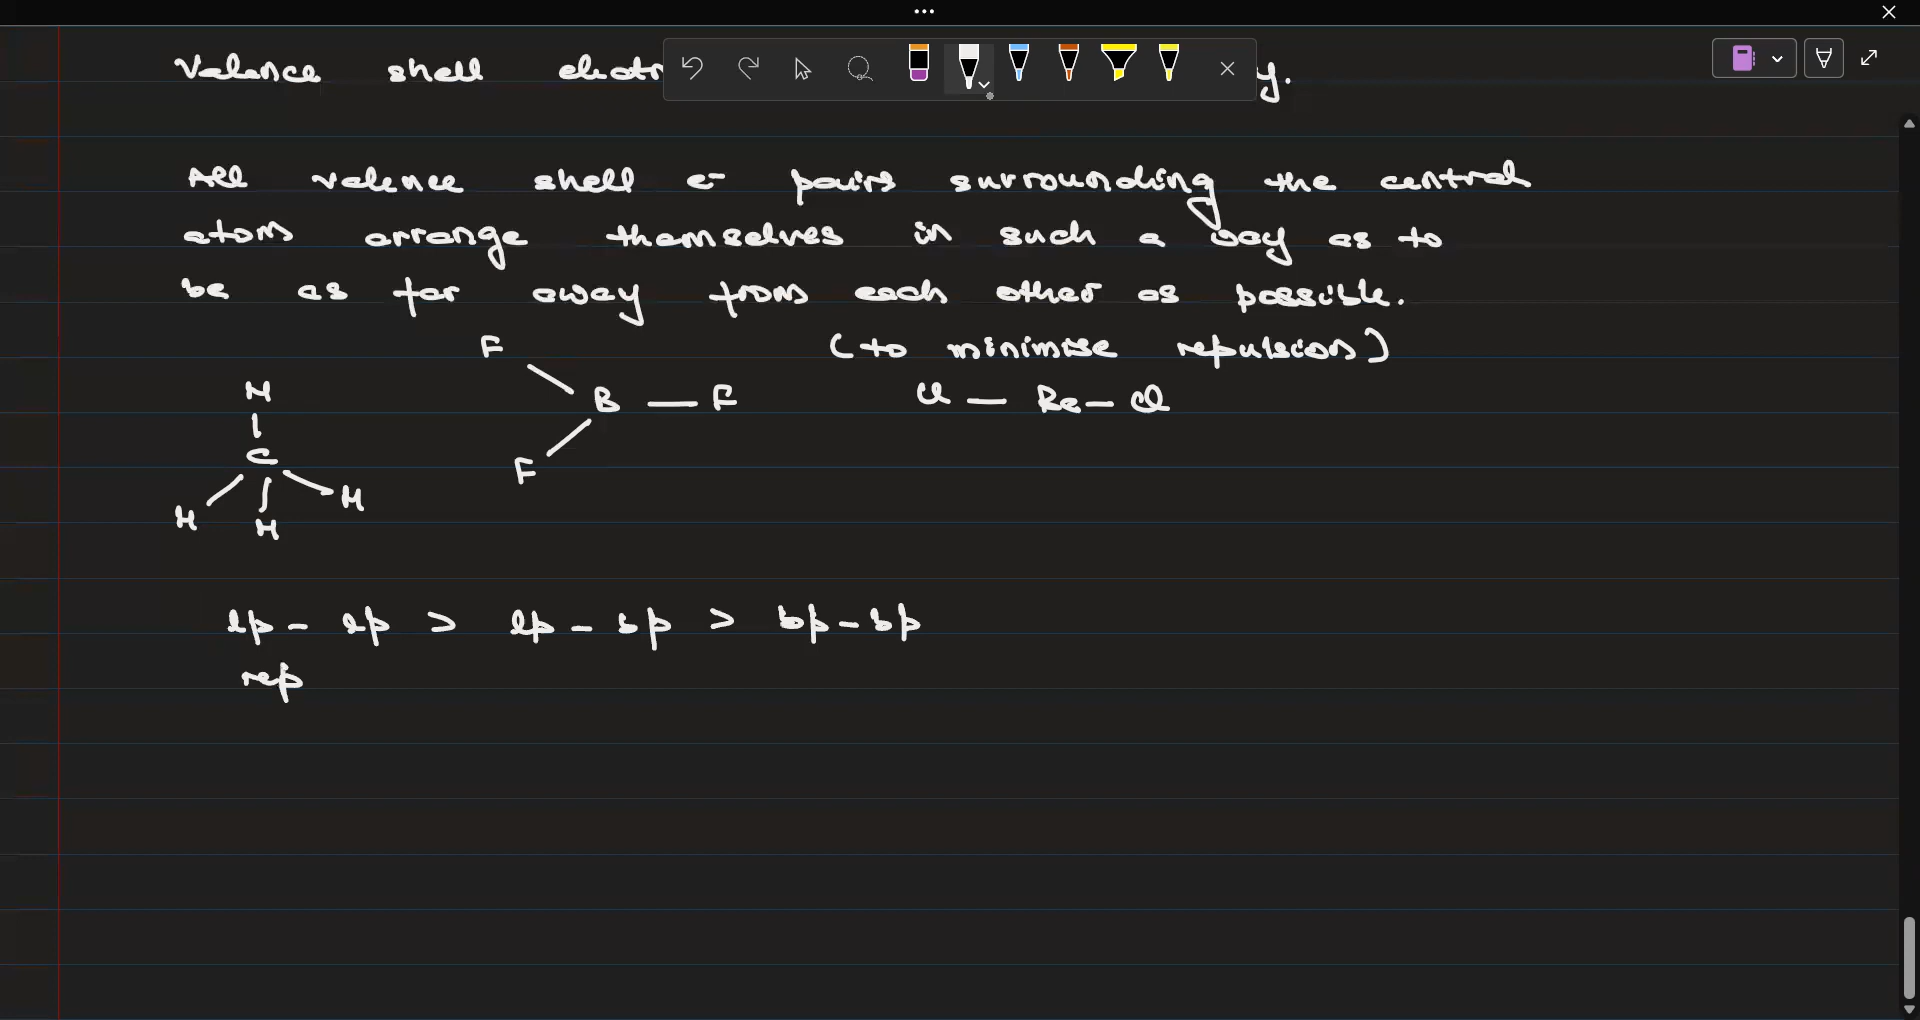 Valence shell electr y.
All valence shell e- pairs surrounding the central
atom arrange themselves in such a way as to
be as far away from each other as possible.
(to minimise repulsion)
F
B — F
F
Cl — Be — Cl
H
C
H H H
lp - lp > lp - bp > bp - bp
rep